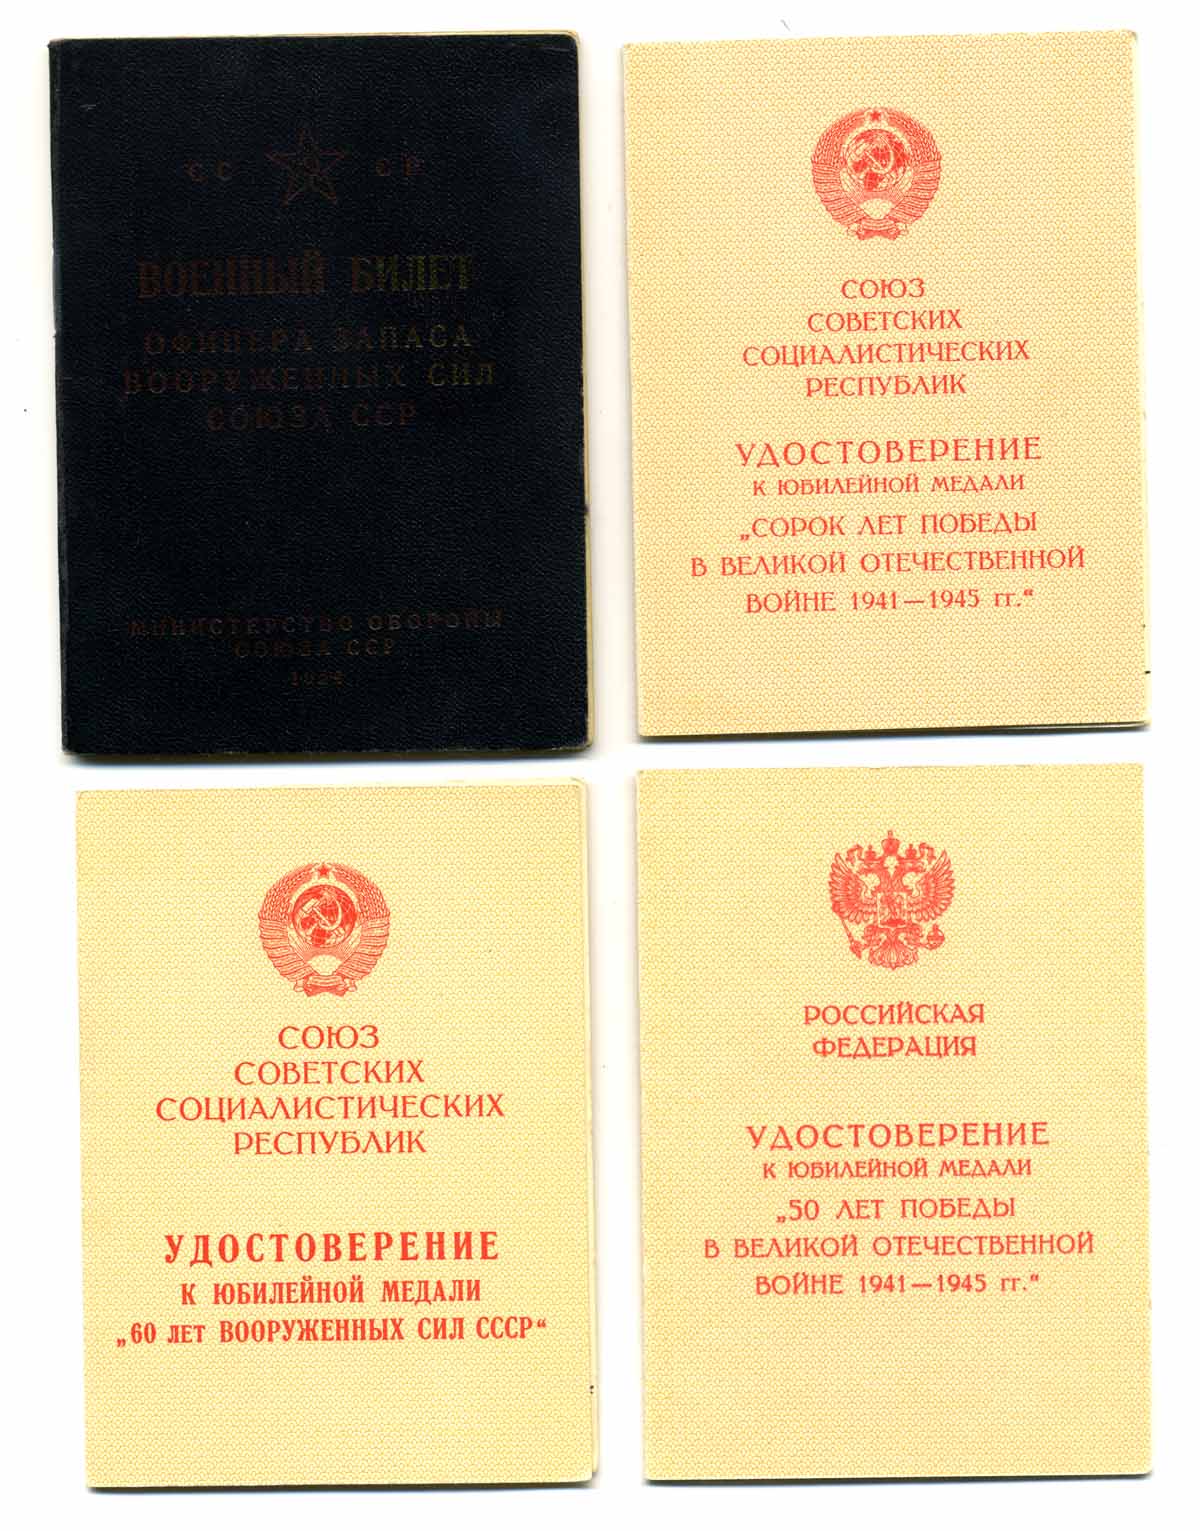 СС СР
ВОЕННЫЙ БИЛЕТ
ОФИЦЕРА ЗАПАСА
ВООРУЖЕННЫХ СИЛ
СОЮЗА ССР
МИНИСТЕРСТВО ОБОРОНЫ
СОЮЗА ССР
СОЮЗ
СОВЕТСКИХ
СОЦИАЛИСТИЧЕСКИХ
РЕСПУБЛИК
УДОСТОВЕРЕНИЕ
К ЮБИЛЕЙНОЙ МЕДАЛИ
„СОРОК ЛЕТ ПОБЕДЫ
В ВЕЛИКОЙ ОТЕЧЕСТВЕННОЙ
ВОЙНЕ 1941—1945 гг.“
СОЮЗ
СОВЕТСКИХ
СОЦИАЛИСТИЧЕСКИХ
РЕСПУБЛИК
УДОСТОВЕРЕНИЕ
К ЮБИЛЕЙНОЙ МЕДАЛИ
„60 ЛЕТ ВООРУЖЕННЫХ СИЛ СССР“
РОССИЙСКАЯ
ФЕДЕРАЦИЯ
УДОСТОВЕРЕНИЕ
К ЮБИЛЕЙНОЙ МЕДАЛИ
„50 ЛЕТ ПОБЕДЫ
В ВЕЛИКОЙ ОТЕЧЕСТВЕННОЙ
ВОЙНЕ 1941—1945 гг.“